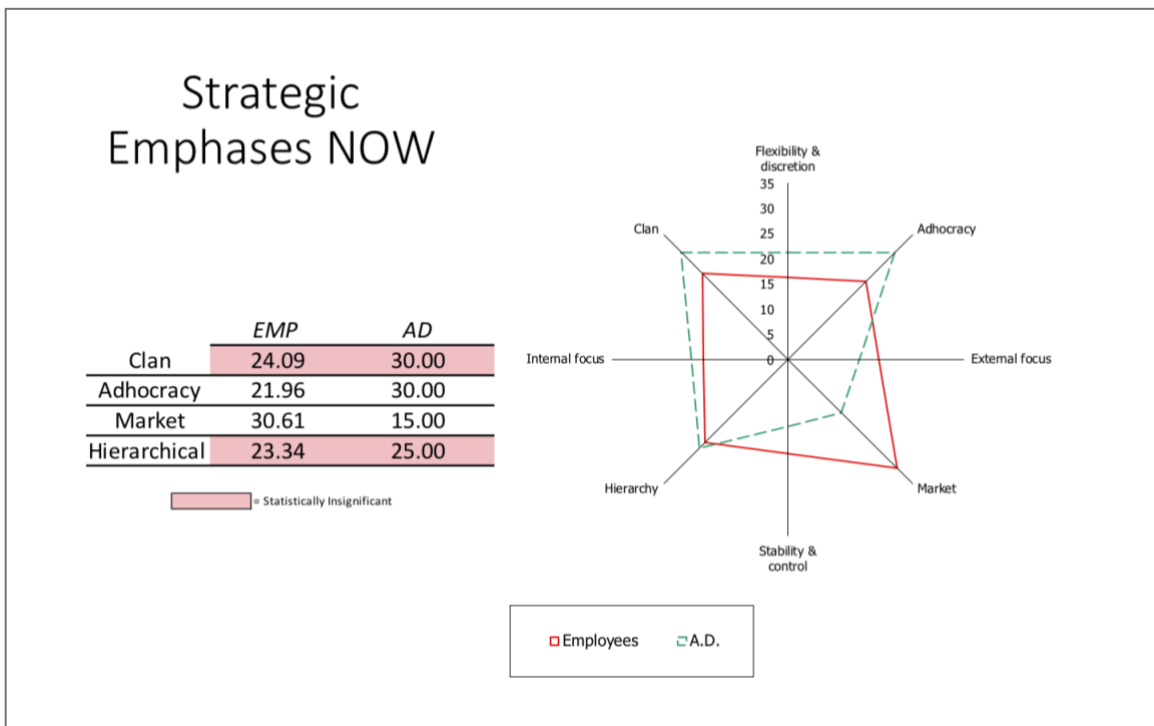 Strategic
Emphases NOW
EMP AD
Clan 24.09 30.00
Adhocracy 21.96 30.00
Market 30.61 15.00
Hierarchical 23.34 25.00
= Statistically Insignificant
Flexibility &
discretion
35
30
25
20
15
10
5
0
Clan
Adhocracy
Internal focus
External focus
Hierarchy
Market
Stability &
control
Employees A.D.